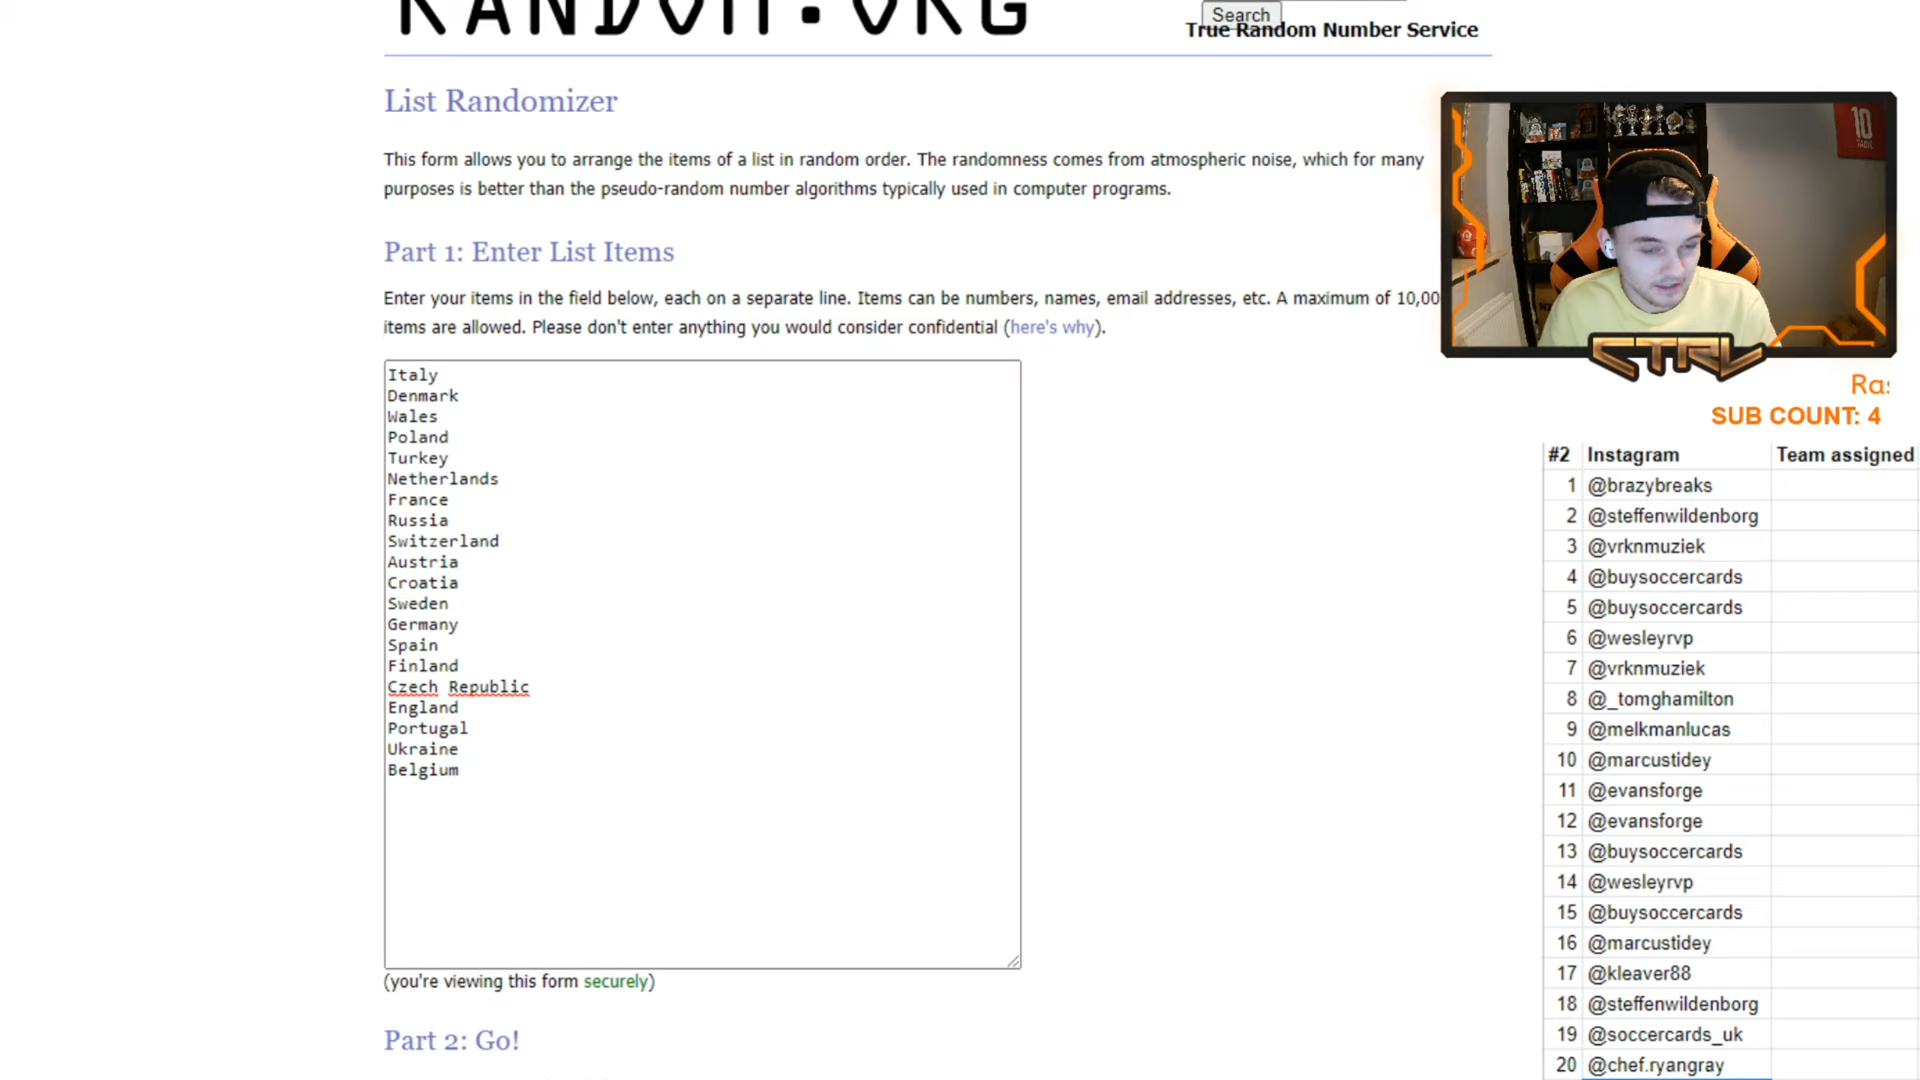 RANDOM.ORG
Search
True Random Number Service
List Randomizer
This form allows you to arrange the items of a list in random order. The randomness comes from atmospheric noise, which for many
purposes is better than the pseudo-random number algorithms typically used in computer programs.
Part 1: Enter List Items
Enter your items in the field below, each on a separate line. Items can be numbers, names, email addresses, etc. A maximum of 10,00
items are allowed. Please don't enter anything you would consider confidential (here's why).
Italy
Denmark
Wales
Poland
Turkey
Netherlands
France
Russia
Switzerland
Austria
Croatia
Sweden
Germany
Spain
Finland
Czech Republic
England
Portugal
Ukraine
Belgium
(you're viewing this form securely)
Part 2: Go!
10
CTRL
Ras
SUB COUNT: 4
#2 Instagram Team assigned
1 @brazybreaks
2 @steffenwildenborg
3 @vrknmuziek
4 @buysoccercards
5 @buysoccercards
6 @wesleyrvp
7 @vrknmuziek
8 @_tomghamilton
9 @melkmanlucas
10 @marcustidey
11 @evansforge
12 @evansforge
13 @buysoccercards
14 @wesleyrvp
15 @buysoccercards
16 @marcustidey
17 @kleaver88
18 @steffenwildenborg
19 @soccercards_uk
20 @chef.ryangray